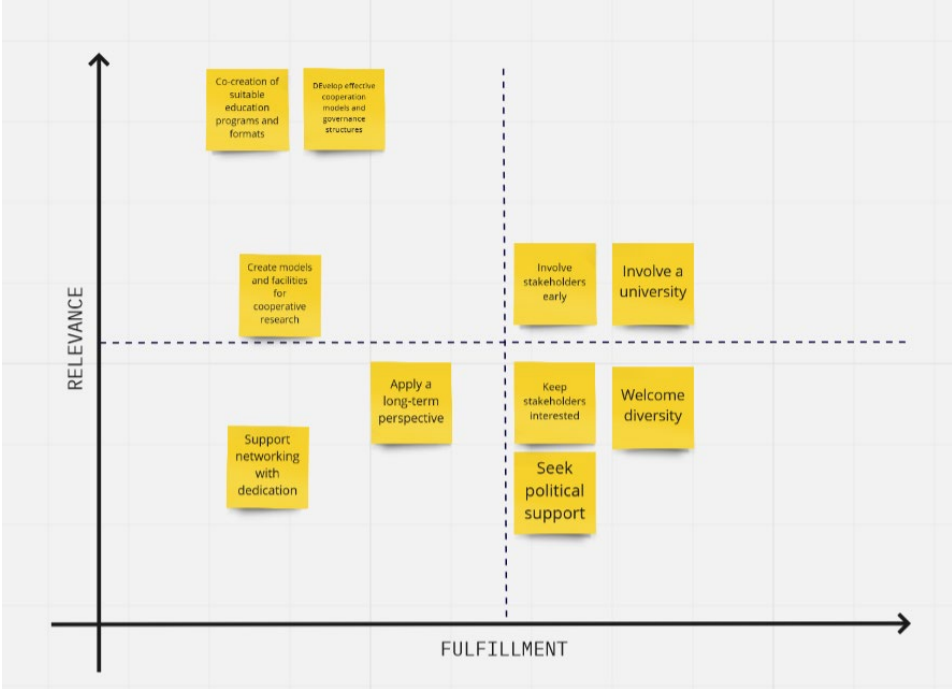 Co-creation of
suitable
education
programs and
formats
DEvelop effective
cooperation
models and
governance
structures
Create models
and facilities
for
cooperative
research
Involve
stakeholders
early
Involve a
university
RELEVANCE
Apply a
long-term
perspective
Keep
stakeholders
interested
Welcome
diversity
Support
networking
with
dedication
Seek
political
support
FULFILLMENT